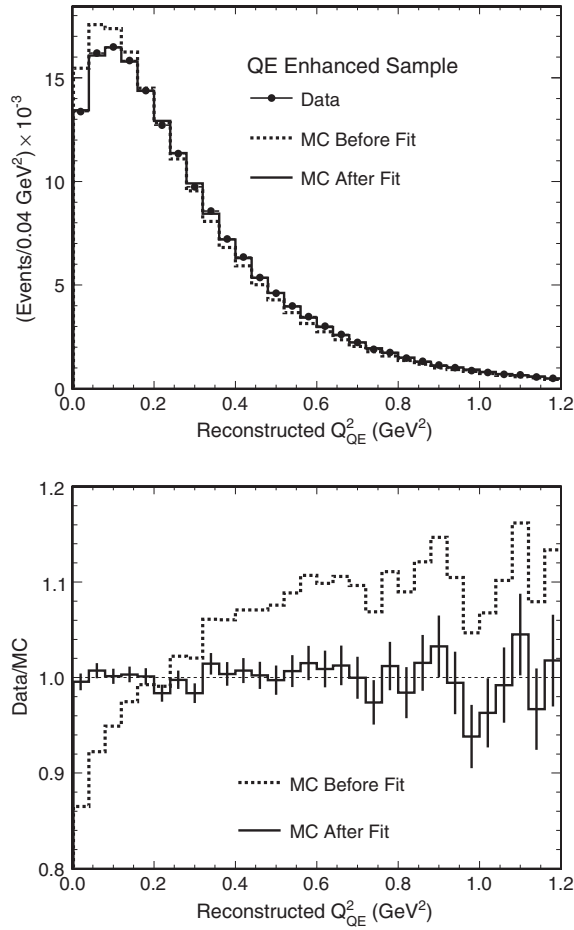 (Events/0.04 GeV²) × 10⁻³
15
10
5
0
QE Enhanced Sample
Data
MC Before Fit
MC After Fit
0.0 0.2 0.4 0.6 0.8 1.0 1.2
Reconstructed Q²QE (GeV²)
Data/MC
1.2
1.1
1.0
0.9
0.8
MC Before Fit
MC After Fit
0.0 0.2 0.4 0.6 0.8 1.0 1.2
Reconstructed Q²QE (GeV²)